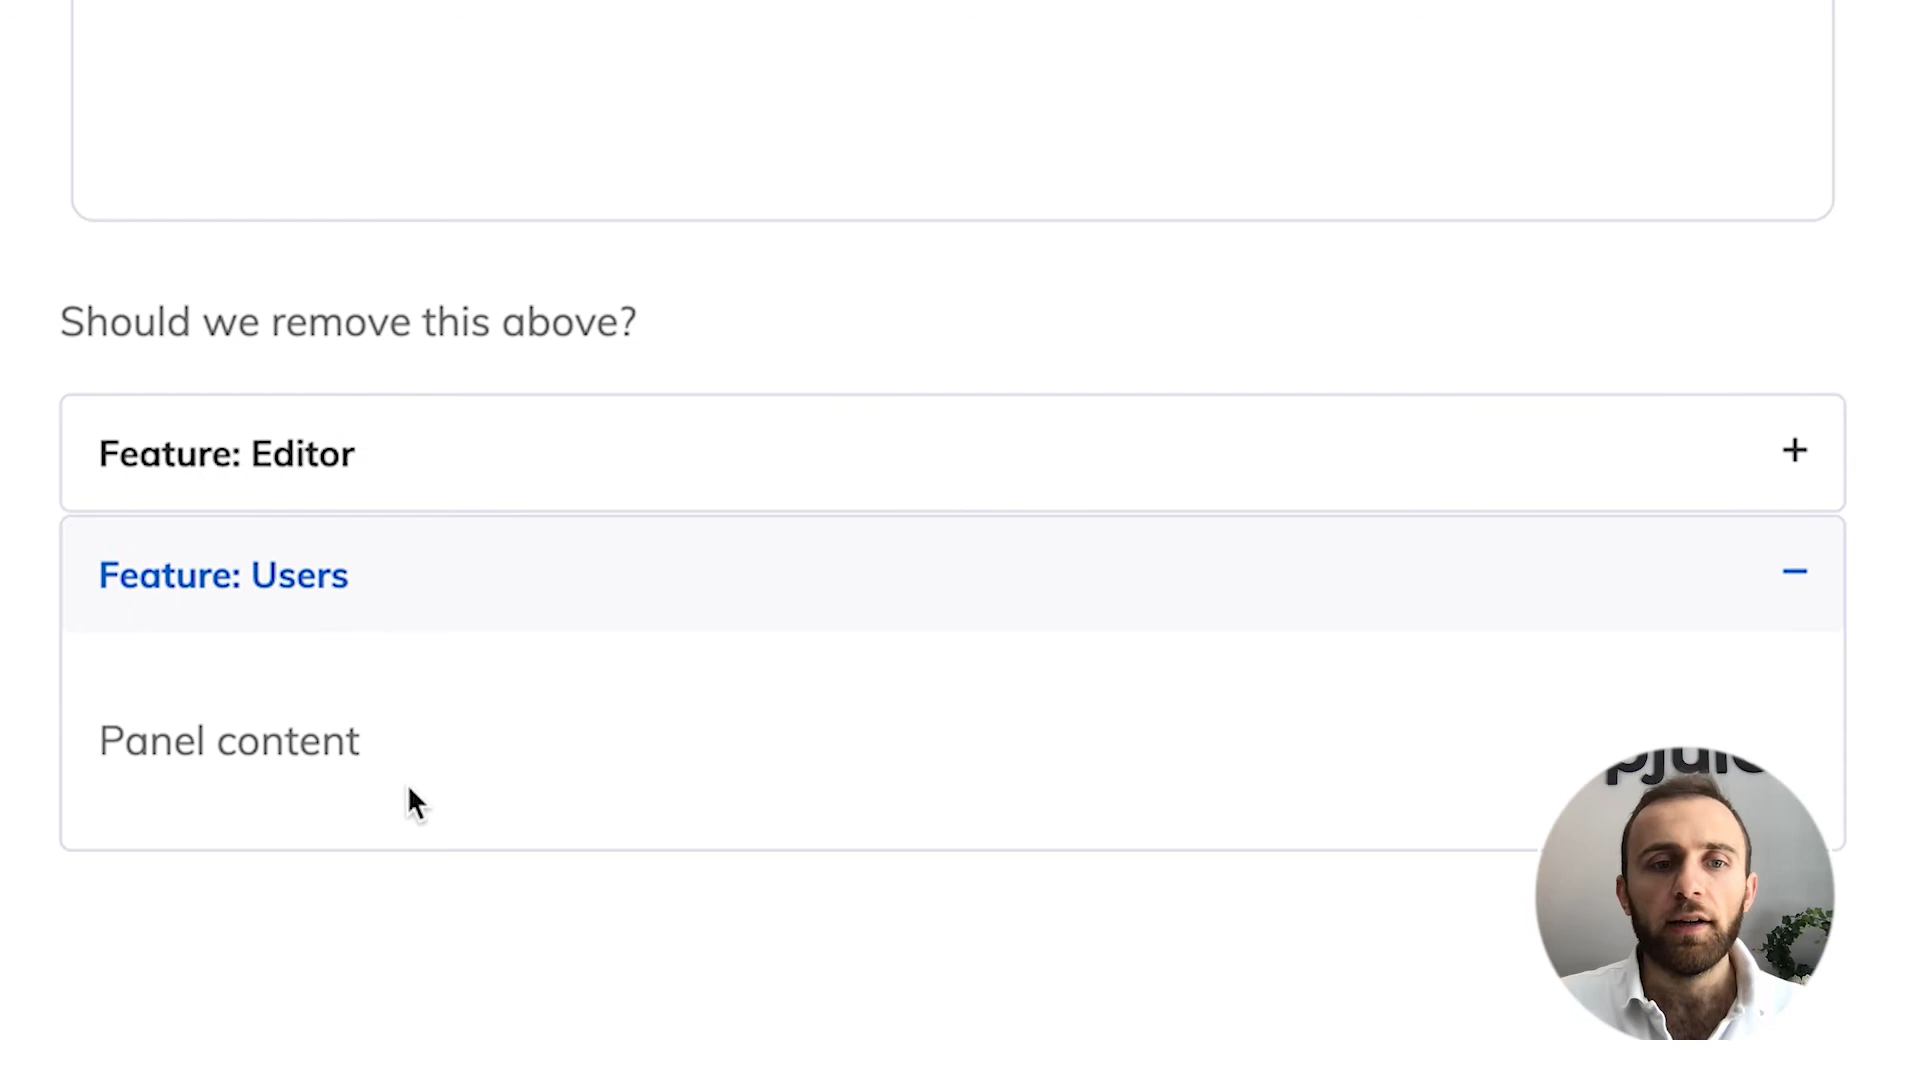 Should we remove this above?
Feature: Editor
Feature: Users
Panel content